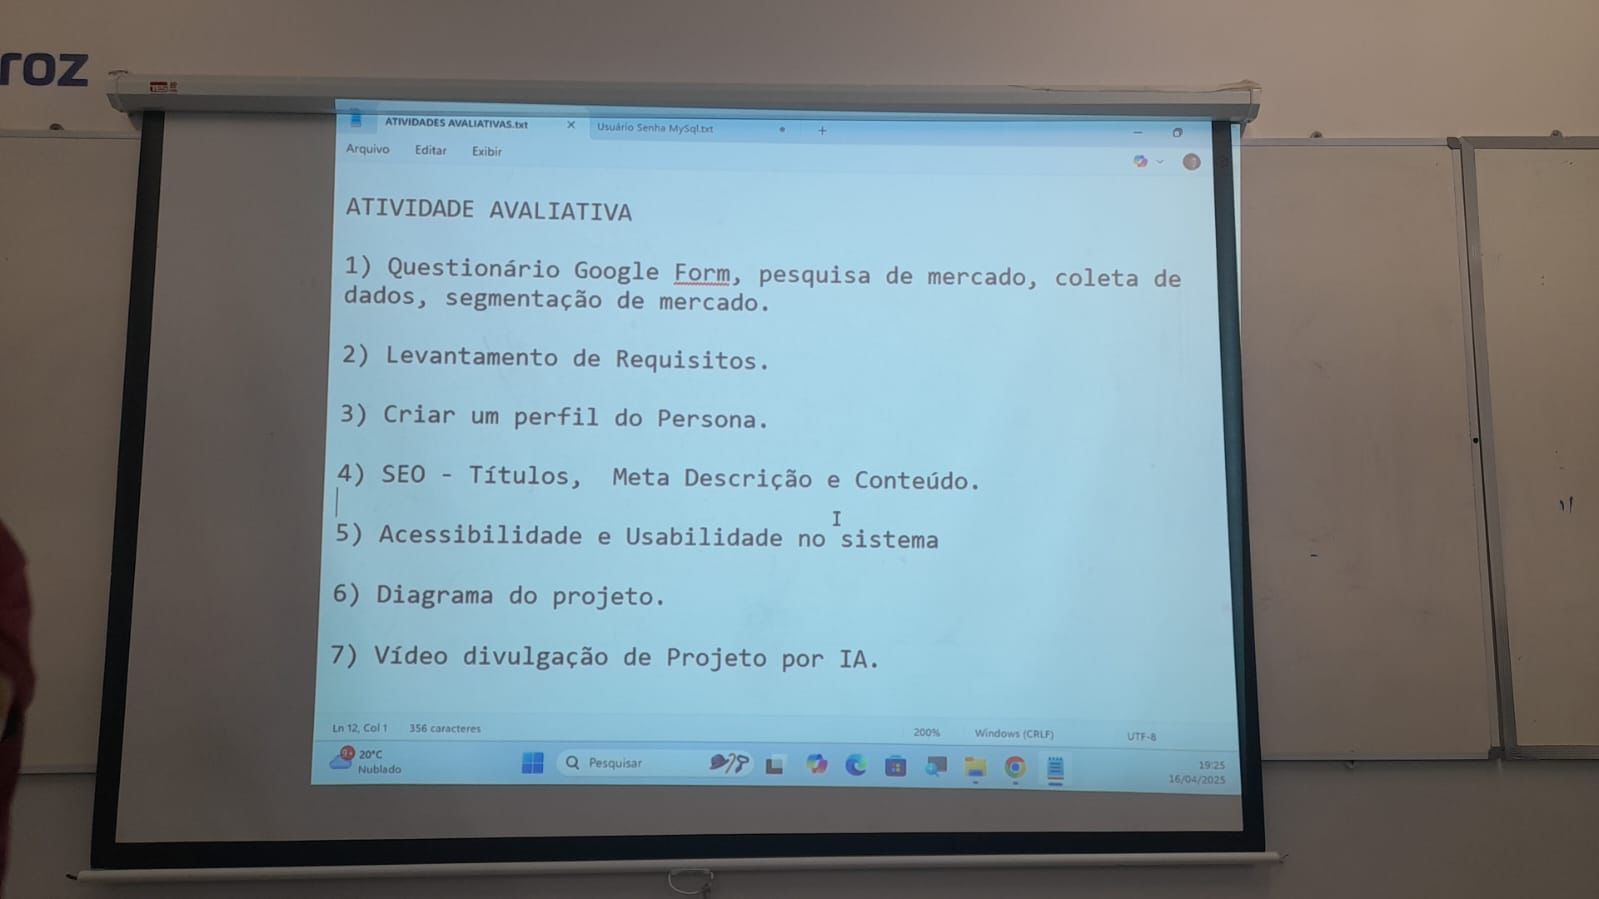 roz
ATIVIDADES AVALIATIVAS.txt
Usuário Senha MySql.txt
Arquivo Editar Exibir
ATIVIDADE AVALIATIVA
1) Questionário Google Form, pesquisa de mercado, coleta de
dados, segmentação de mercado.
2) Levantamento de Requisitos.
3) Criar um perfil do Persona.
4) SEO - Títulos,  Meta Descrição e Conteúdo.
5) Acessibilidade e Usabilidade no sistema
6) Diagrama do projeto.
7) Vídeo divulgação de Projeto por IA.
Ln 12, Col 1 356 caracteres 200% Windows (CRLF) UTF-8
20°C
Nublado
Pesquisar
19:25
16/04/2025